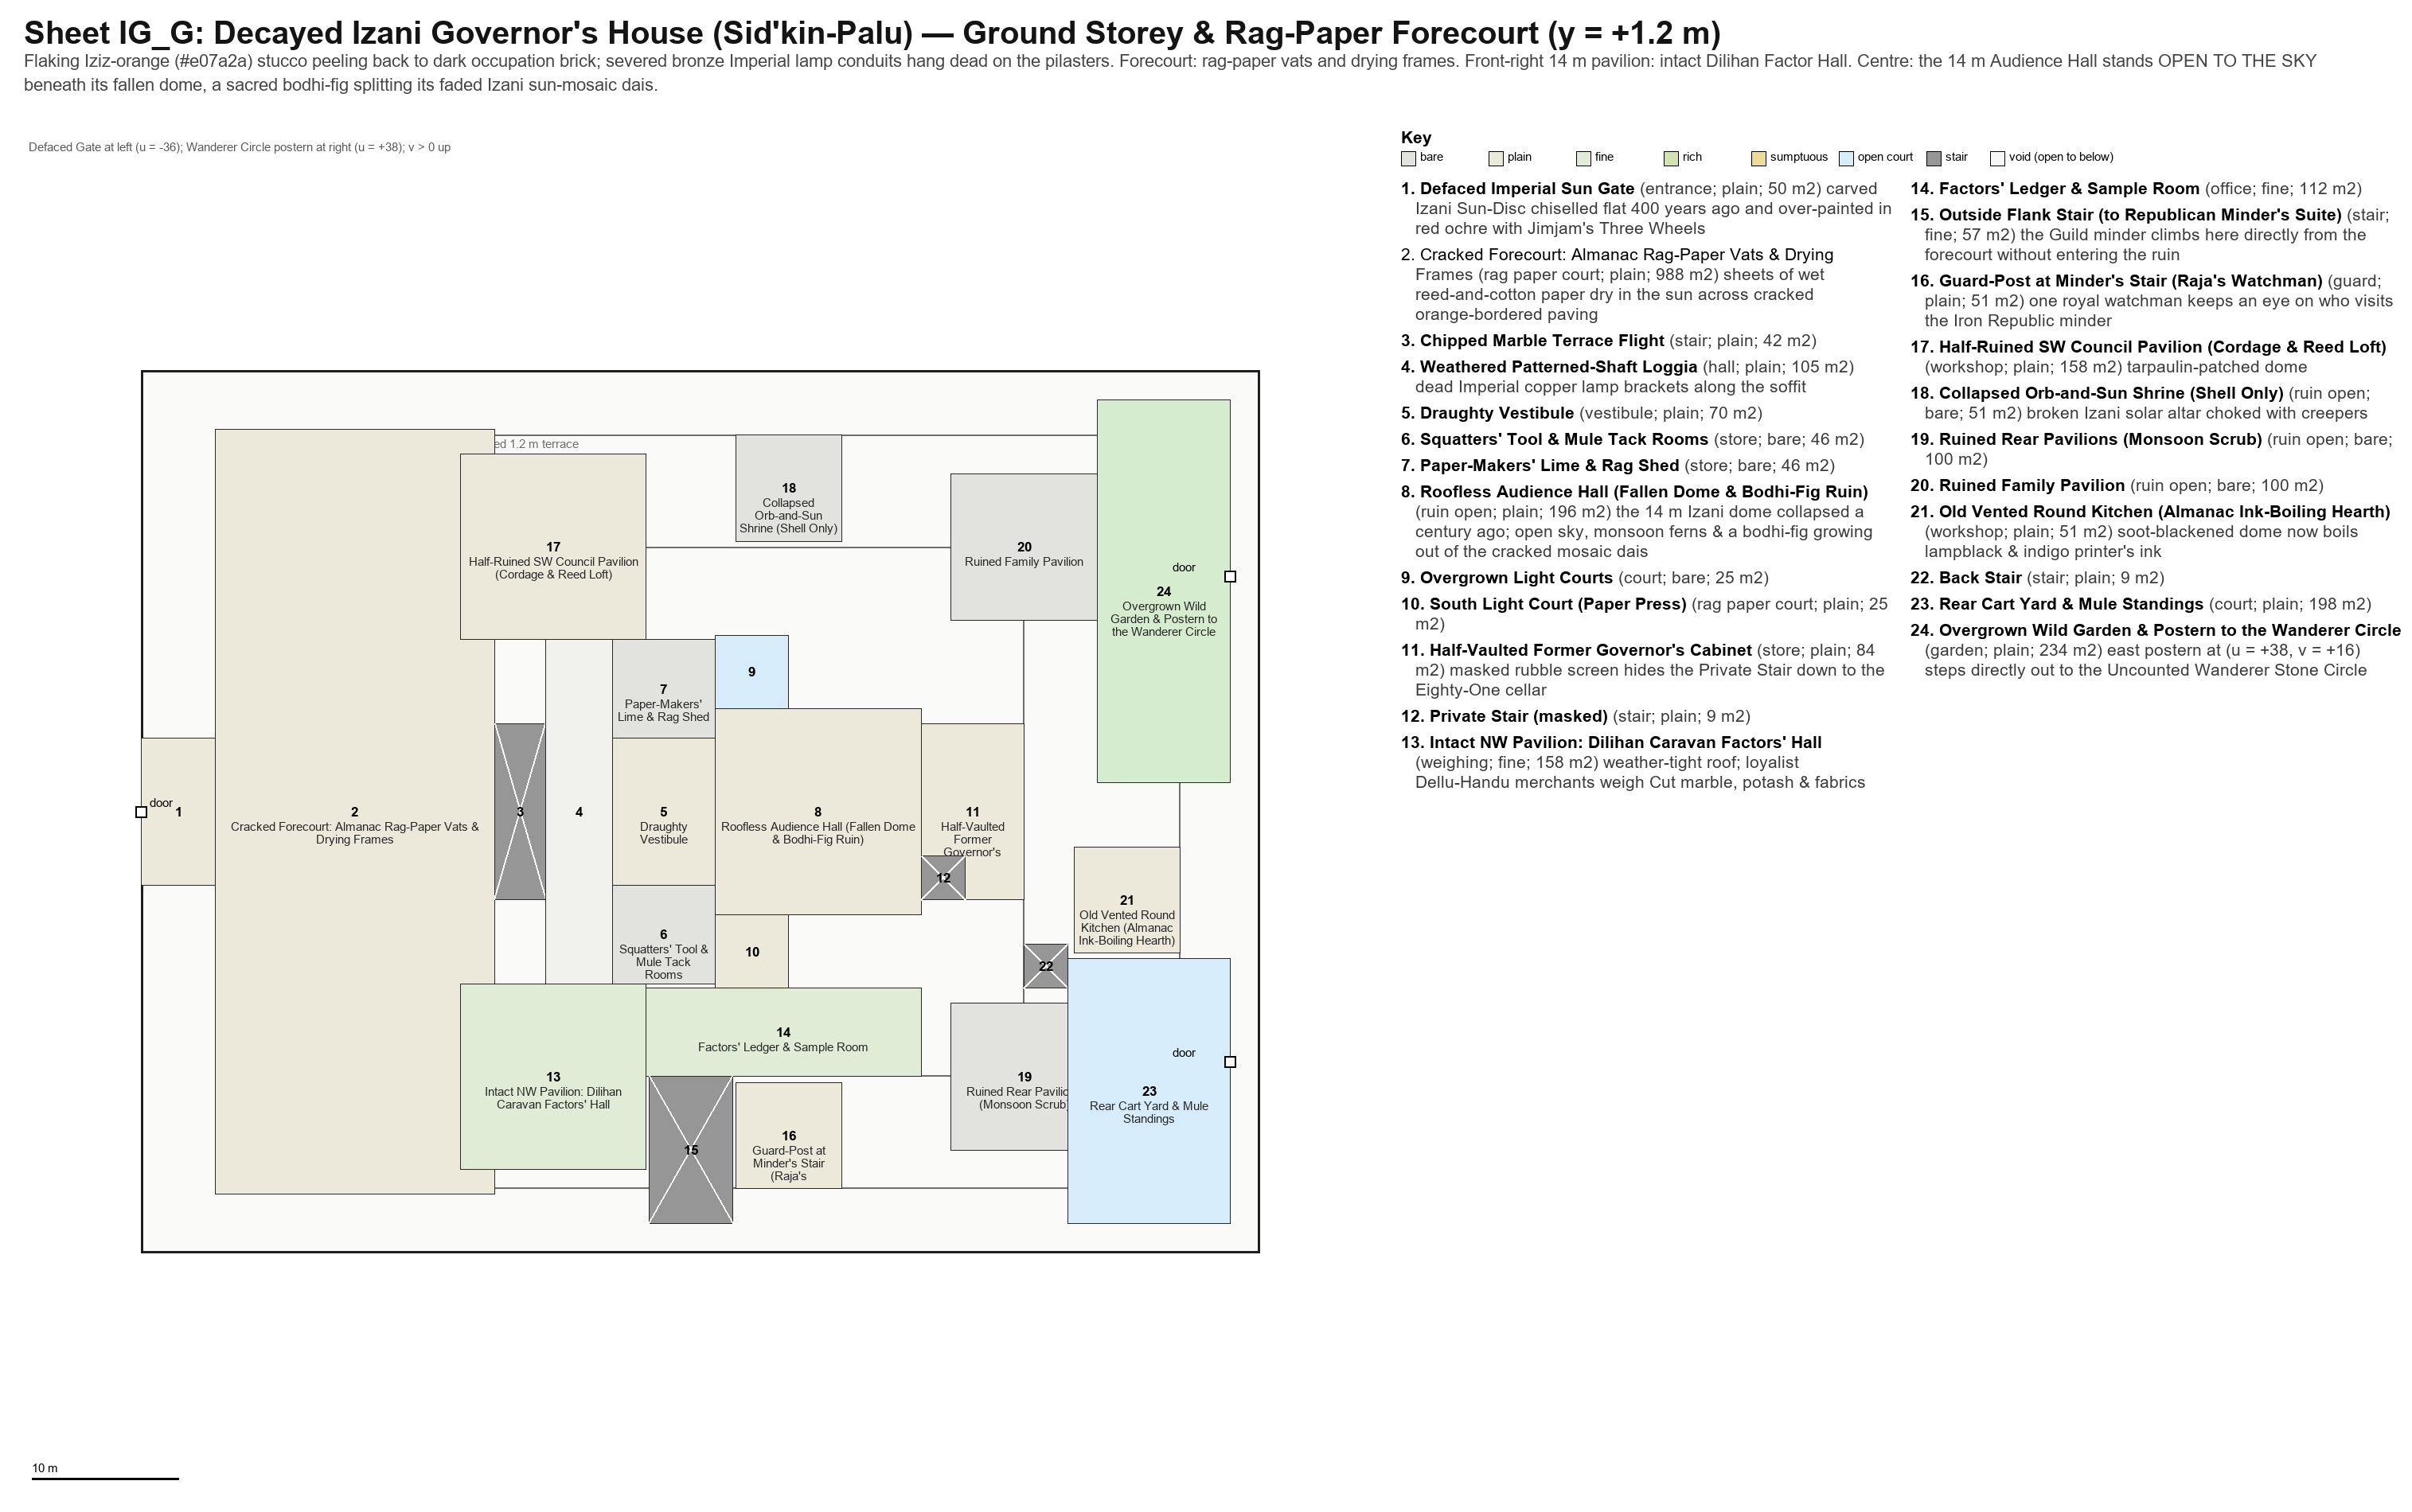 Sheet IG_G: Decayed Izani Governor's House (Sid'kin-Palu) — Ground Storey & Rag-Paper Forecourt (y = +1.2 m)
Flaking Iziz-orange (#e07a2a) stucco peeling back to dark occupation brick; severed bronze Imperial lamp conduits hang dead on the pilasters. Forecourt: rag-paper vats and drying frames. Front-right 14 m pavilion: intact Dilihan Factor Hall. Centre: the 14 m Audience Hall stands OPEN TO THE SKY
beneath its fallen dome, a sacred bodhi-fig splitting its faded Izani sun-mosaic dais.
Defaced Gate at left (u = -36); Wanderer Circle postern at right (u = +38); v > 0 up
ed 1.2 m terrace
18
Collapsed
Orb-and-Sun
Shrine (Shell Only)
17
Half-Ruined SW Council Pavilion
(Cordage & Reed Loft)
20
Ruined Family Pavilion
door
24
Overgrown Wild
Garden & Postern to
the Wanderer Circle
7
Paper-Makers'
Lime & Rag Shed
9
door
1
2
Cracked Forecourt: Almanac Rag-Paper Vats &
Drying Frames
3
4
5
Draughty
Vestibule
8
Roofless Audience Hall (Fallen Dome
& Bodhi-Fig Ruin)
11
Half-Vaulted
Former
Governor's
12
21
Old Vented Round
Kitchen (Almanac
Ink-Boiling Hearth)
6
Squatters' Tool &
Mule Tack
Rooms
10
22
14
Factors' Ledger & Sample Room
13
Intact NW Pavilion: Dilihan
Caravan Factors' Hall
15
16
Guard-Post at
Minder's Stair
(Raja's
19
Ruined Rear Pavilio
(Monsoon Scrub)
door
23
Rear Cart Yard & Mule
Standings
10 m
Key
bare
plain
fine
rich
sumptuous
open court
stair
void (open to below)
1. Defaced Imperial Sun Gate (entrance; plain; 50 m2) carved
Izani Sun-Disc chiselled flat 400 years ago and over-painted in
red ochre with Jimjam's Three Wheels
2. Cracked Forecourt: Almanac Rag-Paper Vats & Drying
Frames (rag paper court; plain; 988 m2) sheets of wet
reed-and-cotton paper dry in the sun across cracked
orange-bordered paving
3. Chipped Marble Terrace Flight (stair; plain; 42 m2)
4. Weathered Patterned-Shaft Loggia (hall; plain; 105 m2)
dead Imperial copper lamp brackets along the soffit
5. Draughty Vestibule (vestibule; plain; 70 m2)
6. Squatters' Tool & Mule Tack Rooms (store; bare; 46 m2)
7. Paper-Makers' Lime & Rag Shed (store; bare; 46 m2)
8. Roofless Audience Hall (Fallen Dome & Bodhi-Fig Ruin)
(ruin open; plain; 196 m2) the 14 m Izani dome collapsed a
century ago; open sky, monsoon ferns & a bodhi-fig growing
out of the cracked mosaic dais
9. Overgrown Light Courts (court; bare; 25 m2)
10. South Light Court (Paper Press) (rag paper court; plain; 25
m2)
11. Half-Vaulted Former Governor's Cabinet (store; plain; 84
m2) masked rubble screen hides the Private Stair down to the
Eighty-One cellar
12. Private Stair (masked) (stair; plain; 9 m2)
13. Intact NW Pavilion: Dilihan Caravan Factors' Hall
(weighing; fine; 158 m2) weather-tight roof; loyalist
Dellu-Handu merchants weigh Cut marble, potash & fabrics
14. Factors' Ledger & Sample Room (office; fine; 112 m2)
15. Outside Flank Stair (to Republican Minder's Suite) (stair;
fine; 57 m2) the Guild minder climbs here directly from the
forecourt without entering the ruin
16. Guard-Post at Minder's Stair (Raja's Watchman) (guard;
plain; 51 m2) one royal watchman keeps an eye on who visits
the Iron Republic minder
17. Half-Ruined SW Council Pavilion (Cordage & Reed Loft)
(workshop; plain; 158 m2) tarpaulin-patched dome
18. Collapsed Orb-and-Sun Shrine (Shell Only) (ruin open;
bare; 51 m2) broken Izani solar altar choked with creepers
19. Ruined Rear Pavilions (Monsoon Scrub) (ruin open; bare;
100 m2)
20. Ruined Family Pavilion (ruin open; bare; 100 m2)
21. Old Vented Round Kitchen (Almanac Ink-Boiling Hearth)
(workshop; plain; 51 m2) soot-blackened dome now boils
lampblack & indigo printer's ink
22. Back Stair (stair; plain; 9 m2)
23. Rear Cart Yard & Mule Standings (court; plain; 198 m2)
24. Overgrown Wild Garden & Postern to the Wanderer Circle
(garden; plain; 234 m2) east postern at (u = +38, v = +16)
steps directly out to the Uncounted Wanderer Stone Circle